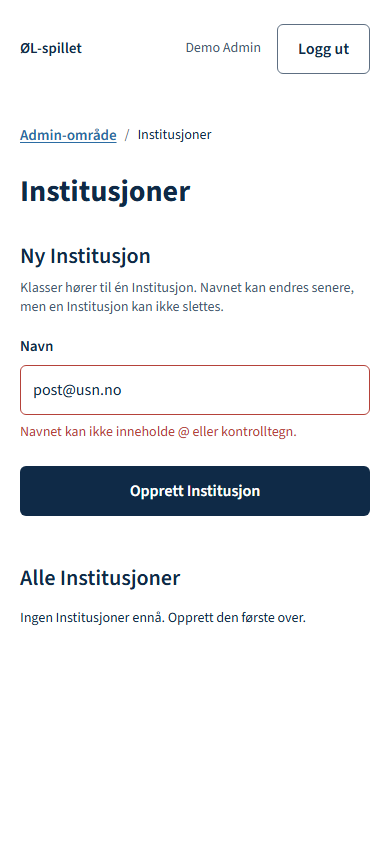 ØL-spillet
Demo Admin
Logg ut
Admin-område / Institusjoner
Institusjoner
Ny Institusjon
Klasser hører til én Institusjon. Navnet kan endres senere,
men en Institusjon kan ikke slettes.
Navn
post@usn.no
Navnet kan ikke inneholde @ eller kontrolltegn.
Opprett Institusjon
Alle Institusjoner
Ingen Institusjoner ennå. Opprett den første over.